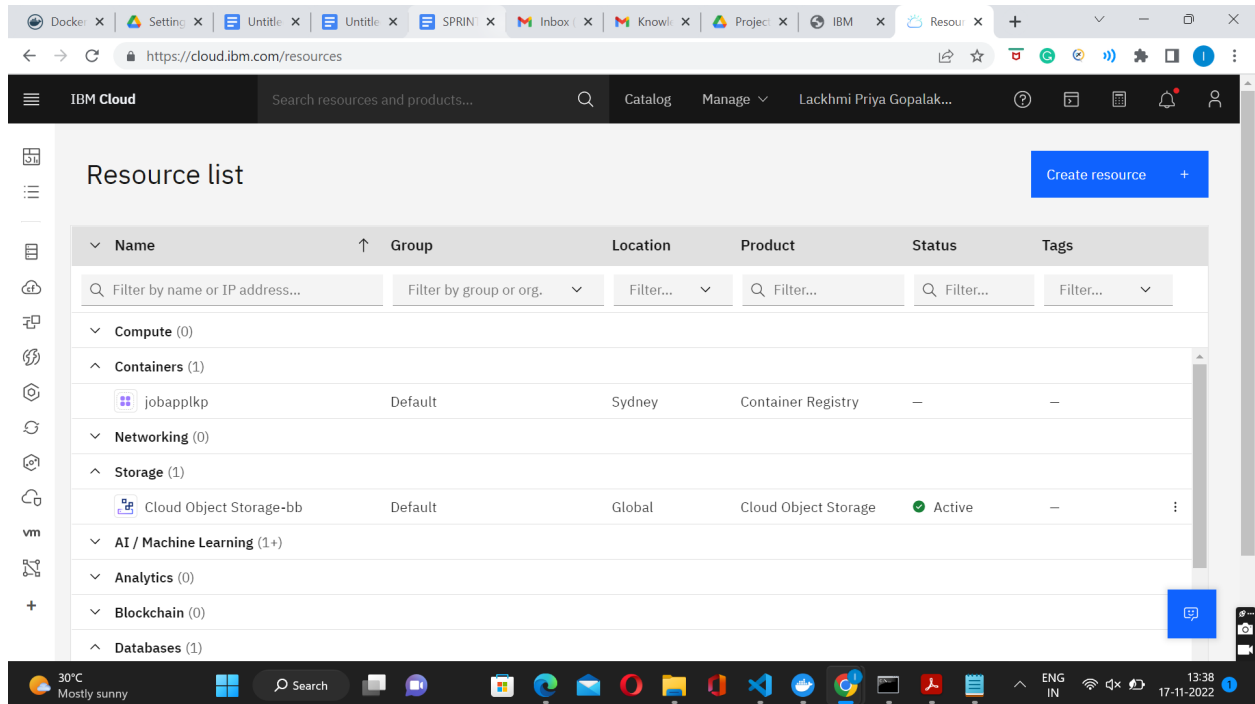 Docker Setting Untitle Untitle SPRINT Inbox ( Knowle Project IBM Resour
https://cloud.ibm.com/resources
IBM Cloud Search resources and products... Catalog Manage Lackhmi Priya Gopalak...
Resource list Create resource +
Name Group Location Product Status Tags
Filter by name or IP address... Filter by group or org. Filter... Filter... Filter... Filter...
Compute (0)
Containers (1)
jobapplkp Default Sydney Container Registry — —
Networking (0)
Storage (1)
Cloud Object Storage-bb Default Global Cloud Object Storage Active —
vm
AI / Machine Learning (1+)
Analytics (0)
Blockchain (0)
Databases (1)
30°C ENG 13:38
Mostly sunny Search IN 17-11-2022 1